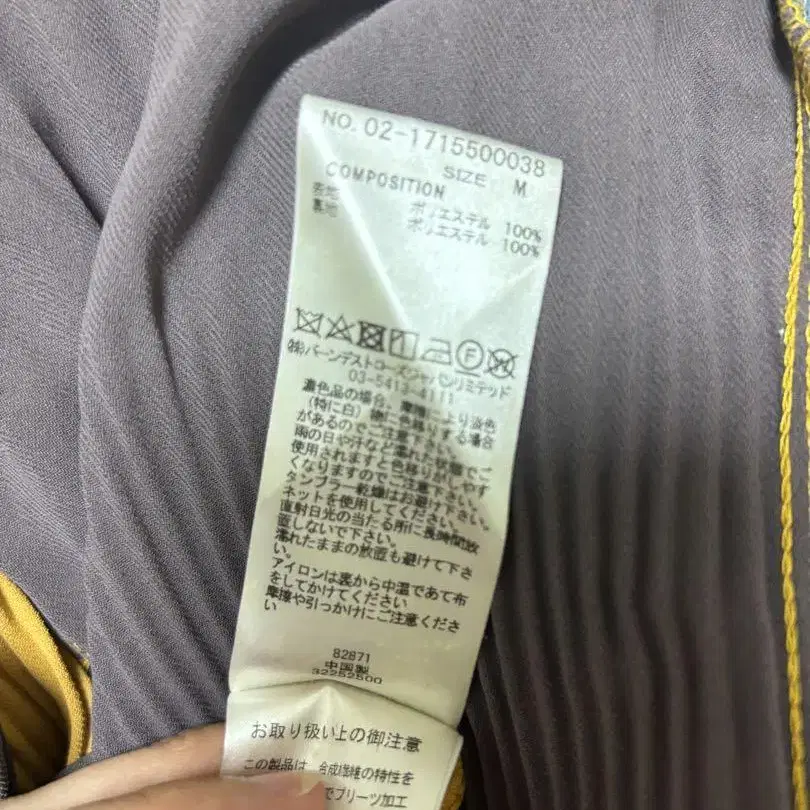 NO. 02-1715500038
SIZE M
COMPOSITION
表地 ポリエステル 100%
裏地 ポリエステル 100%
F W
㈱バーンデストローズジャパンリミテッド
03-5413-4111
濃色品の場合、摩擦により淡色
(特に白)物に色移りする場合
があるのでご注意下さい。
雨の日や汗など濡れた状態でご
使用されますと色移りがしやす
くなりますのでご注意下さい。
タンブラー乾燥はお避け下さい。
ネットを使用してください。
直射日光の当たる所に長時間放
置しないで下さい。
濡れたままの放置も避けて下さ
い。
アイロンは裏から中温であて布
をしてかけてください
摩擦や引っかけにご注意くださ
い
82871
中国製
32252500
お取り扱い上の御注意
この製品は、合成繊維の特性を
でプリーツ加工